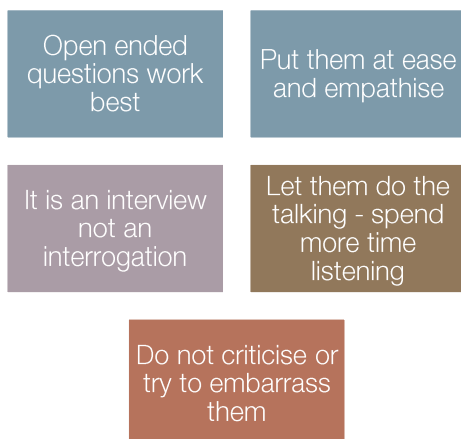 Open ended
questions work
best
Put them at ease
and empathise
It is an interview
not an
interrogation
Let them do the
talking - spend
more time
listening
Do not criticise or
try to embarrass
them